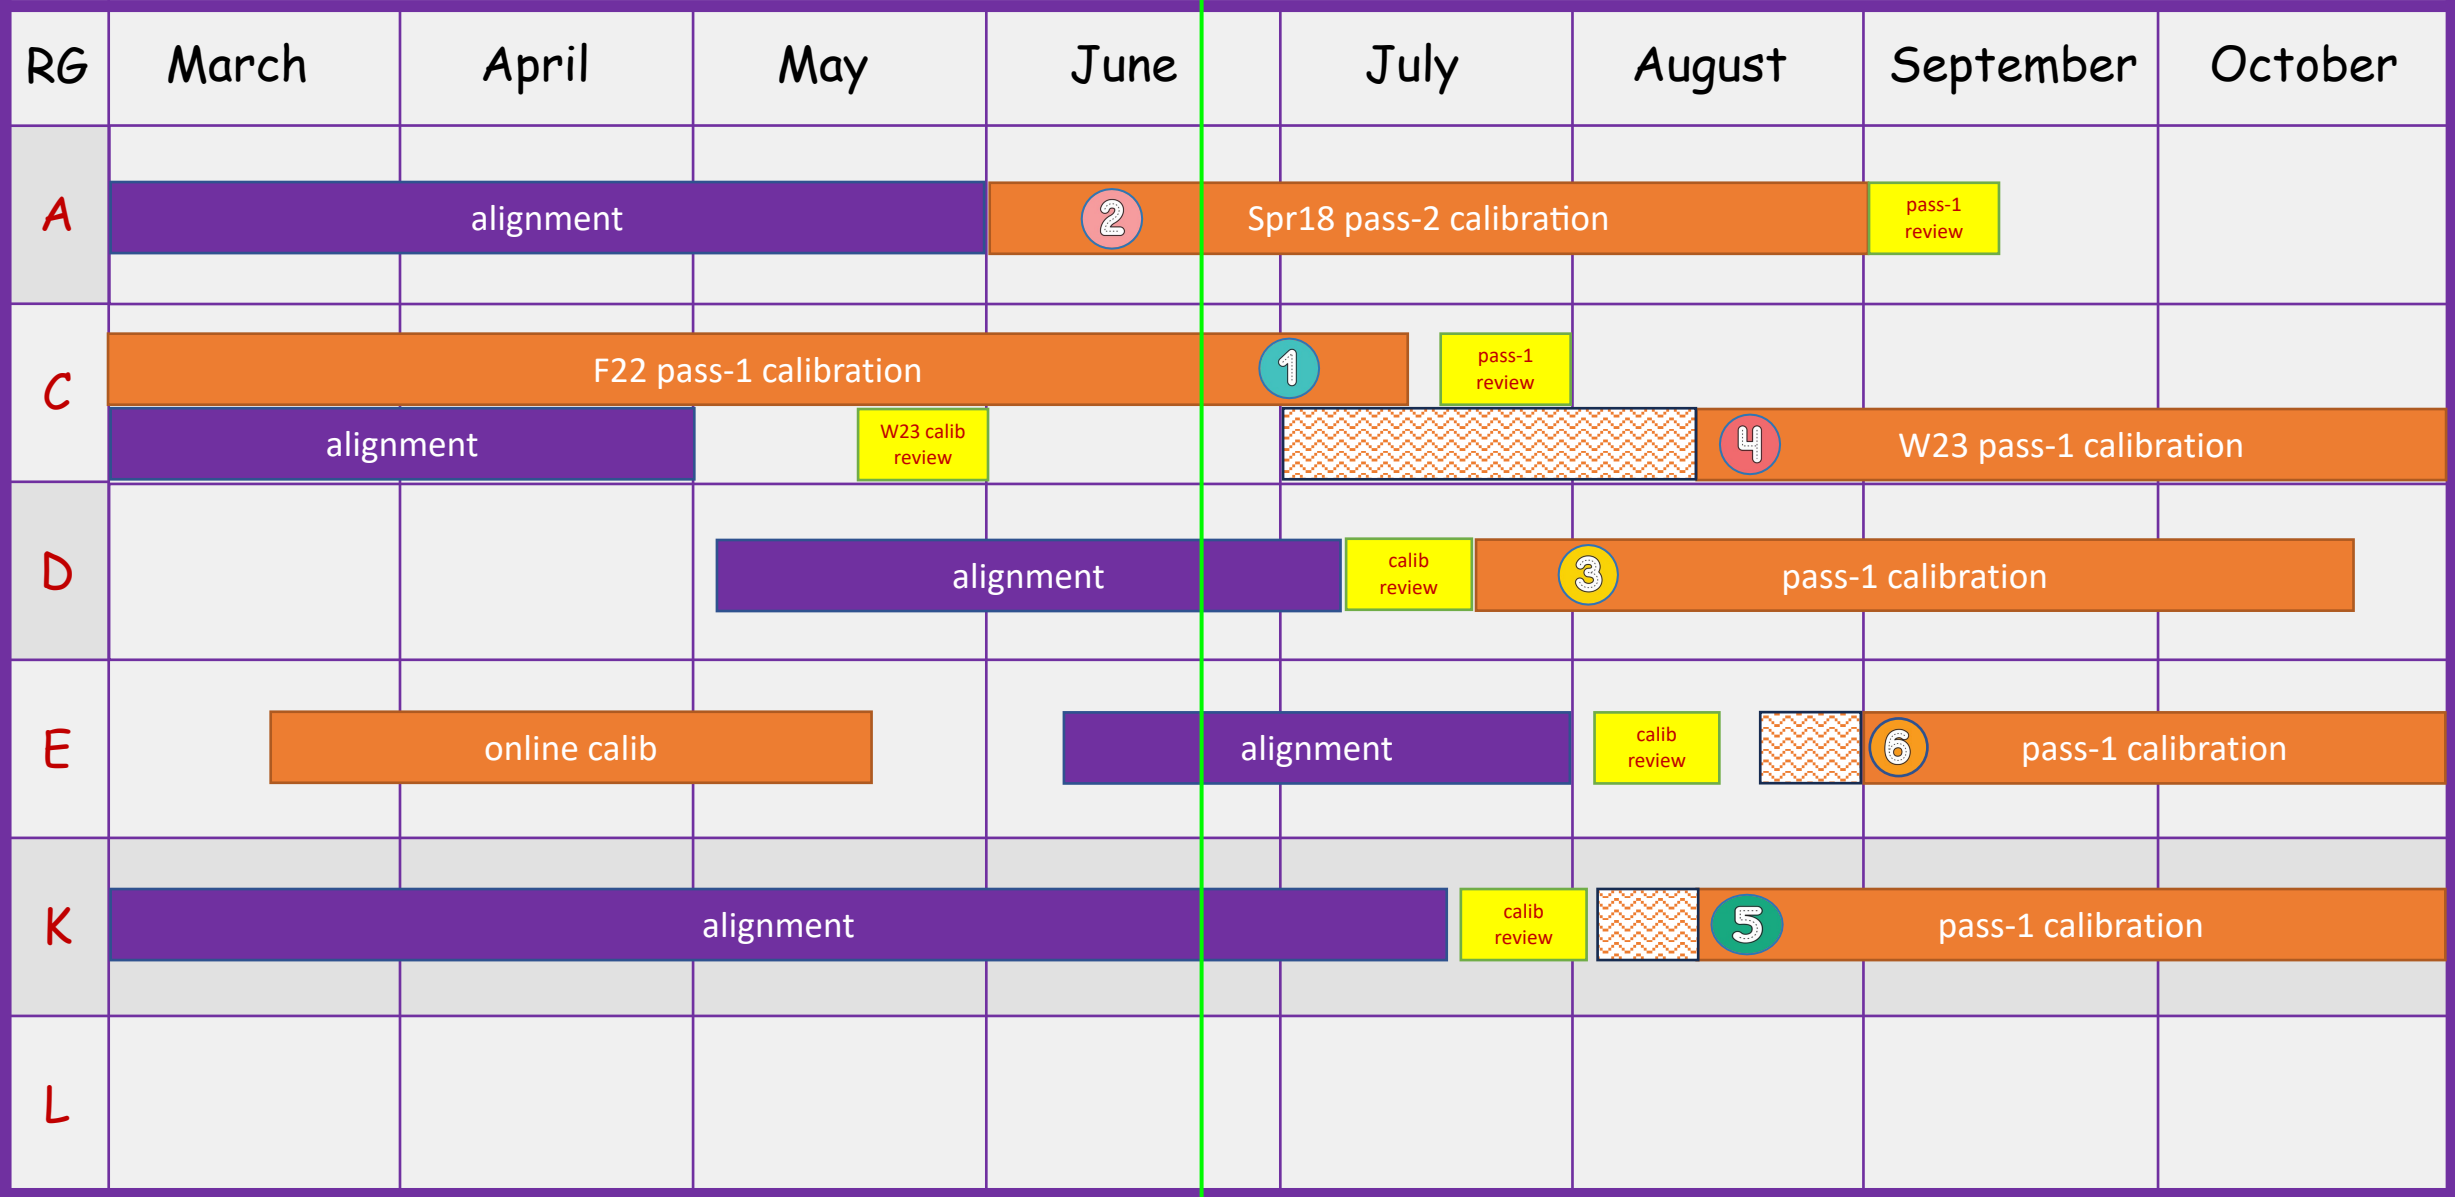 RG March April May June July August September October
A
alignment
2
Spr18 pass-2 calibration
pass-1
review
C
F22 pass-1 calibration
1
pass-1
review
alignment
W23 calib
review
4
W23 pass-1 calibration
D
alignment
calib
review
3
pass-1 calibration
E
online calib
alignment
calib
review
6
pass-1 calibration
K
alignment
calib
review
5
pass-1 calibration
L